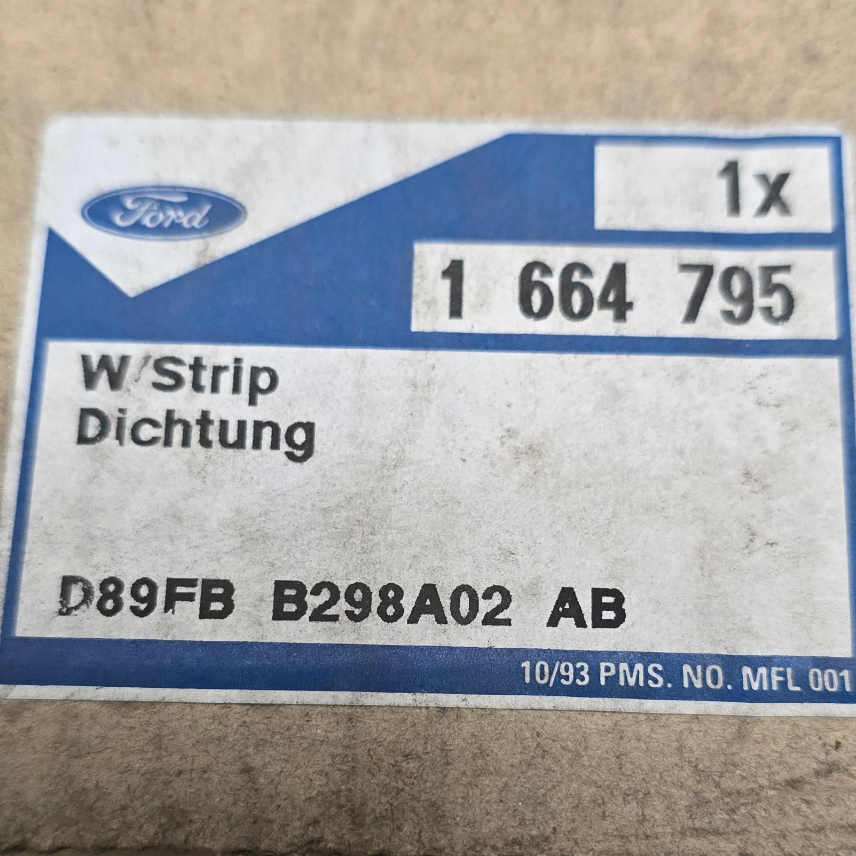 Ford
1x
1 664 795
W/Strip
Dichtung
D89FB B298A02 AB
10/93 PMS. NO. MFL 001